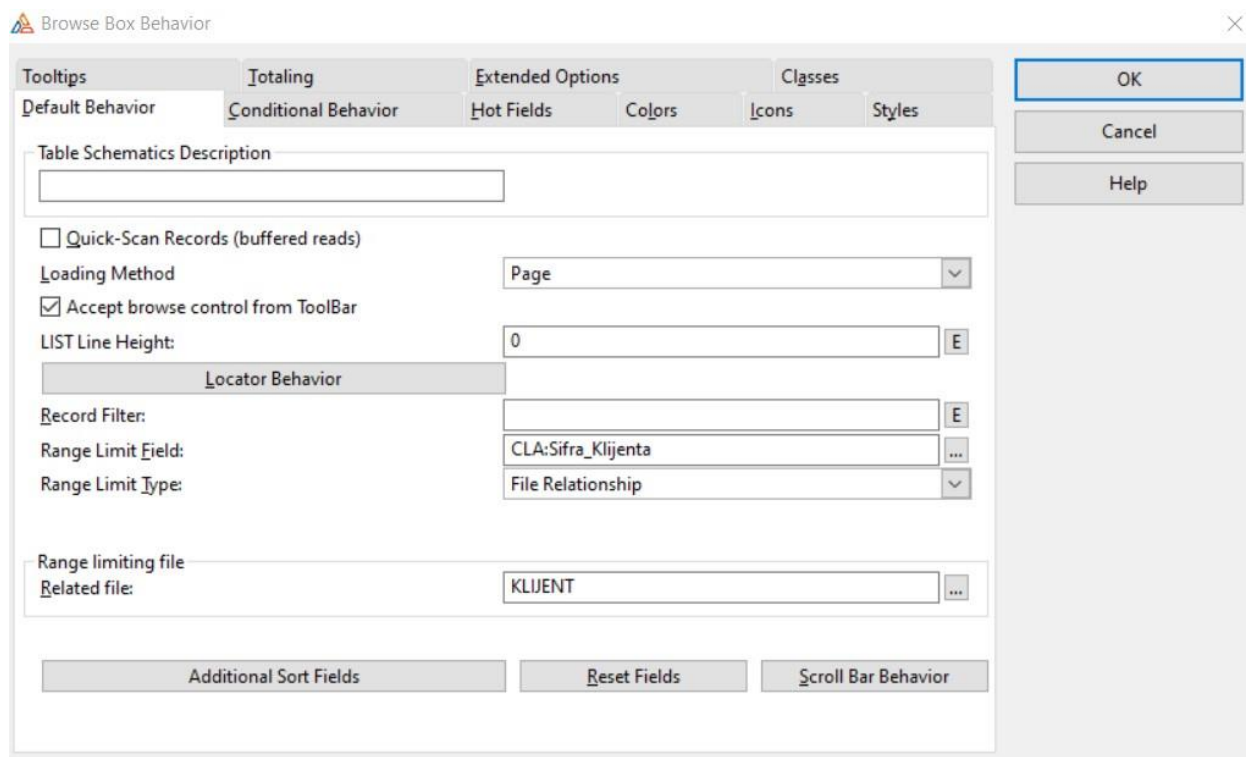 Browse Box Behavior
Tooltips Totaling Extended Options Classes
Default Behavior Conditional Behavior Hot Fields Colors Icons Styles
Table Schematics Description
Quick-Scan Records (buffered reads)
Loading Method Page
Accept browse control from ToolBar
LIST Line Height: 0 E
Locator Behavior
Record Filter: E
Range Limit Field: CLA:Sifra_Klijenta ...
Range Limit Type: File Relationship
Range limiting file
Related file: KLIJENT ...
Additional Sort Fields Reset Fields Scroll Bar Behavior
OK
Cancel
Help